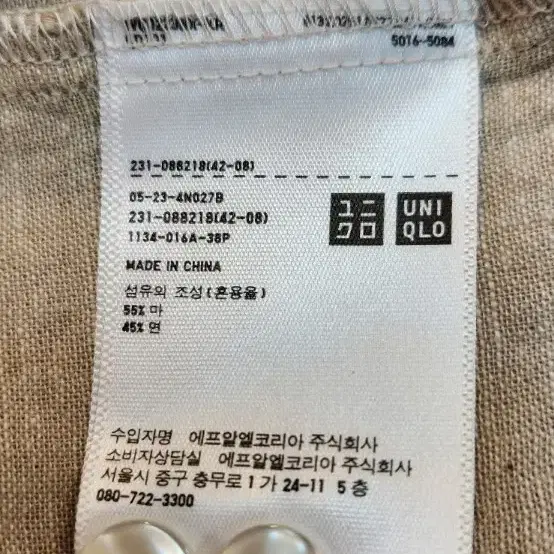 5016-5084
231-088218(42-08)
05-23-4N027B
231-088218(42-08)
1134-016A-38P
ユニクロ
UNIQLO
MADE IN CHINA
섬유의 조성(혼용율)
55% 마
45% 면
수입자명 에프알엘코리아 주식회사
소비자상담실 에프알엘코리아 주식회사
서울시 중구 충무로 1 가 24-11 5 층
080-722-3300